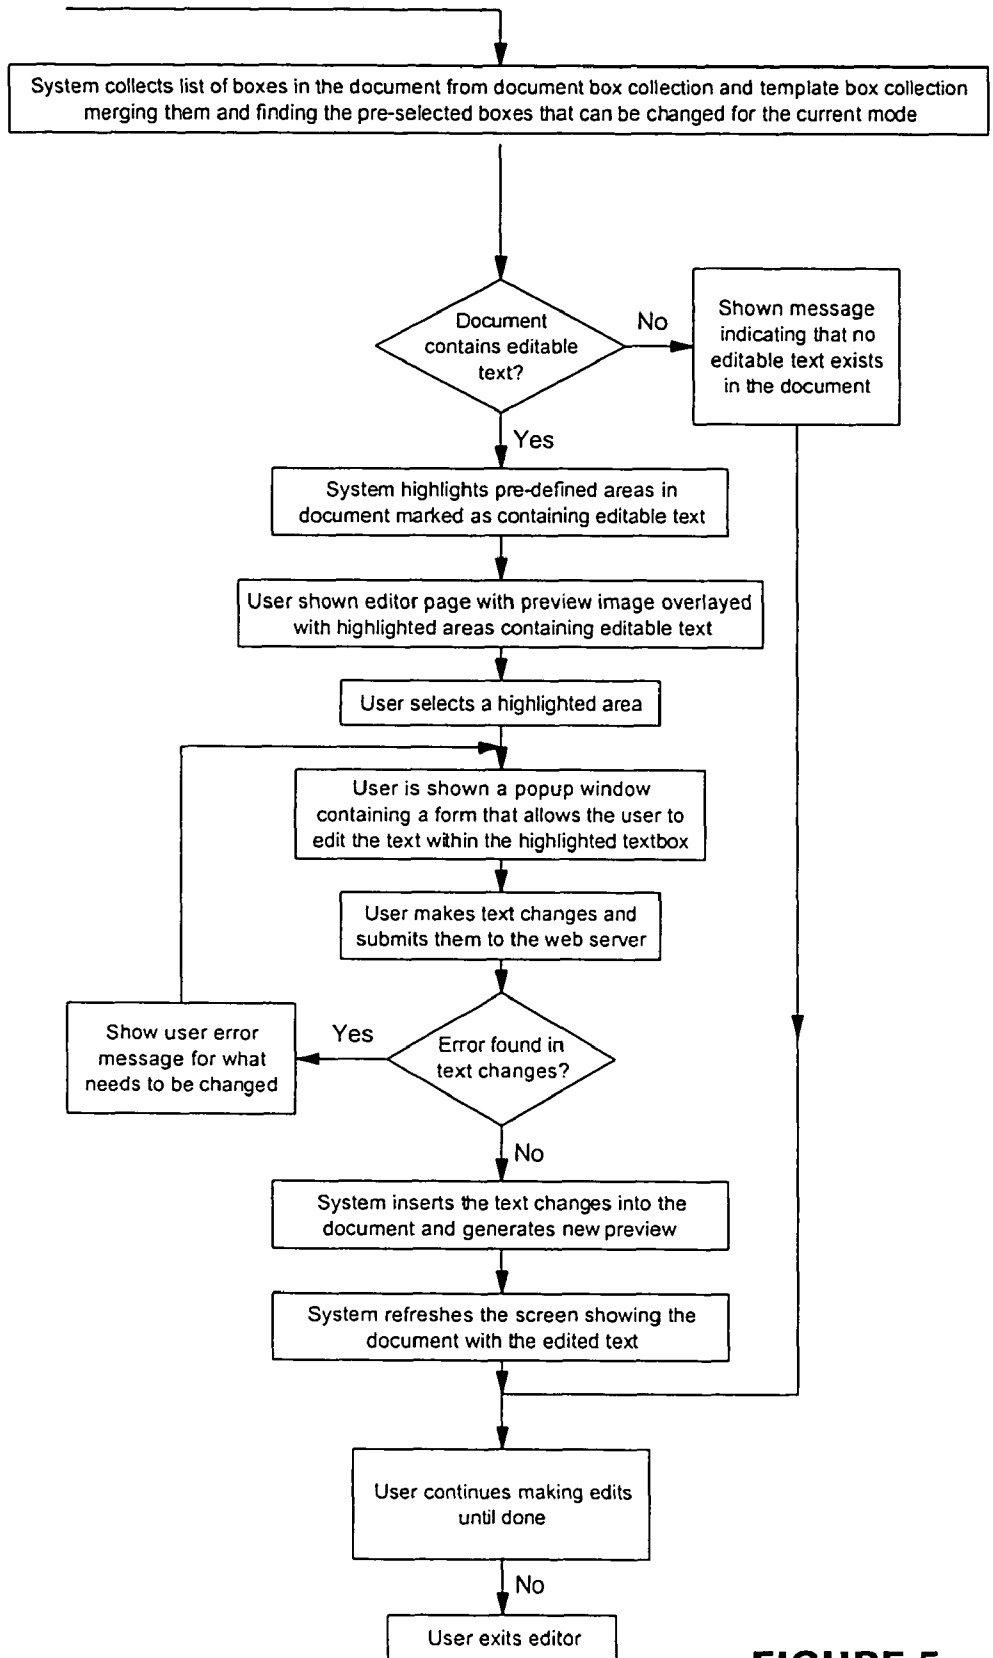 System collects list of boxes in the document from document box collection and template box collection
merging them and finding the pre-selected boxes that can be changed for the current mode
Document
contains editable
text?
No
Shown message
indicating that no
editable text exists
in the document
Yes
System highlights pre-defined areas in
document marked as containing editable text
User shown editor page with preview image overlayed
with highlighted areas containing editable text
User selects a highlighted area
User is shown a popup window
containing a form that allows the user to
edit the text within the highlighted textbox
User makes text changes and
submits them to the web server
Error found in
text changes?
Yes
Show user error
message for what
needs to be changed
No
System inserts the text changes into the
document and generates new preview
System refreshes the screen showing the
document with the edited text
User continues making edits
until done
No
User exits editor
FIGURE 5